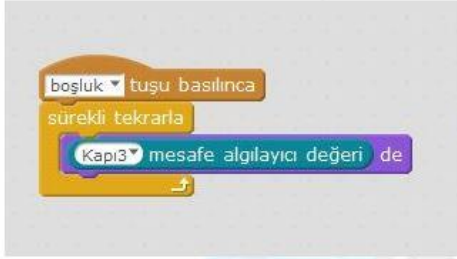 boşluk tuşu basılınca
sürekli tekrarla
Kapı3 mesafe algılayıcı değeri de